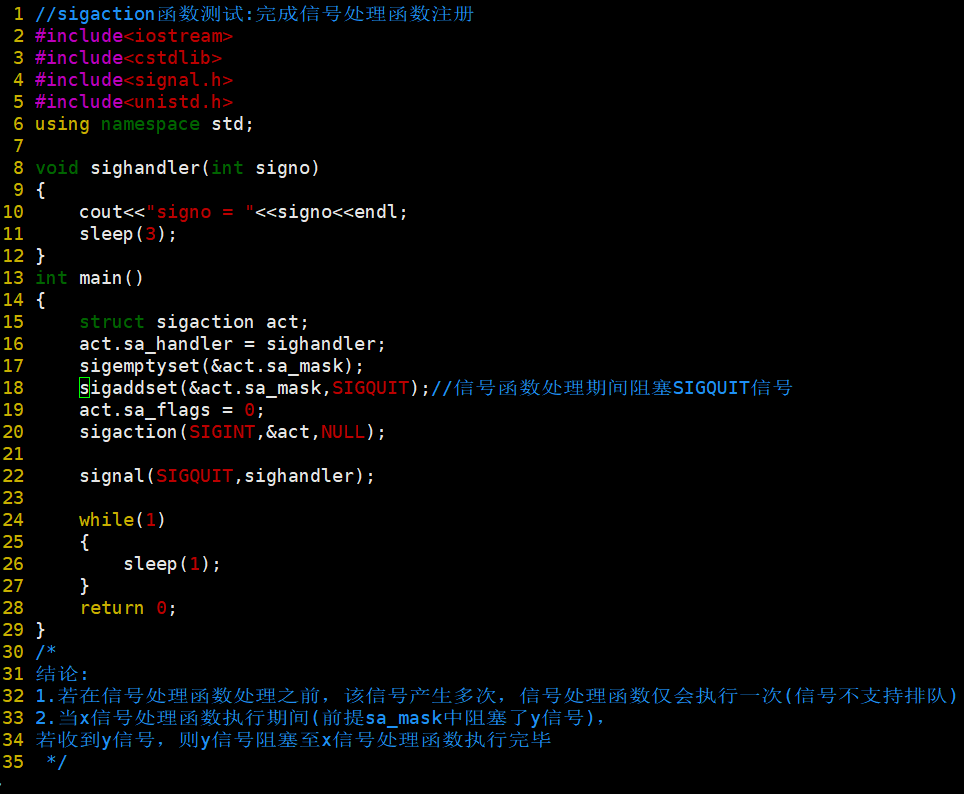 1 //sigaction函数测试:完成信号处理函数注册
2 #include<iostream>
3 #include<cstdlib>
4 #include<signal.h>
5 #include<unistd.h>
6 using namespace std;
7
8 void sighandler(int signo)
9 {
10     cout<<"signo = "<<signo<<endl;
11     sleep(3);
12 }
13 int main()
14 {
15     struct sigaction act;
16     act.sa_handler = sighandler;
17     sigemptyset(&act.sa_mask);
18     sigaddset(&act.sa_mask,SIGQUIT);//信号函数处理期间阻塞SIGQUIT信号
19     act.sa_flags = 0;
20     sigaction(SIGINT,&act,NULL);
21
22     signal(SIGQUIT,sighandler);
23
24     while(1)
25     {
26         sleep(1);
27     }
28     return 0;
29 }
30 /*
31 结论:
32 1.若在信号处理函数处理之前，该信号产生多次，信号处理函数仅会执行一次(信号不支持排队)
33 2.当x信号处理函数执行期间(前提sa_mask中阻塞了y信号)，
34 若收到y信号，则y信号阻塞至x信号处理函数执行完毕
35  */